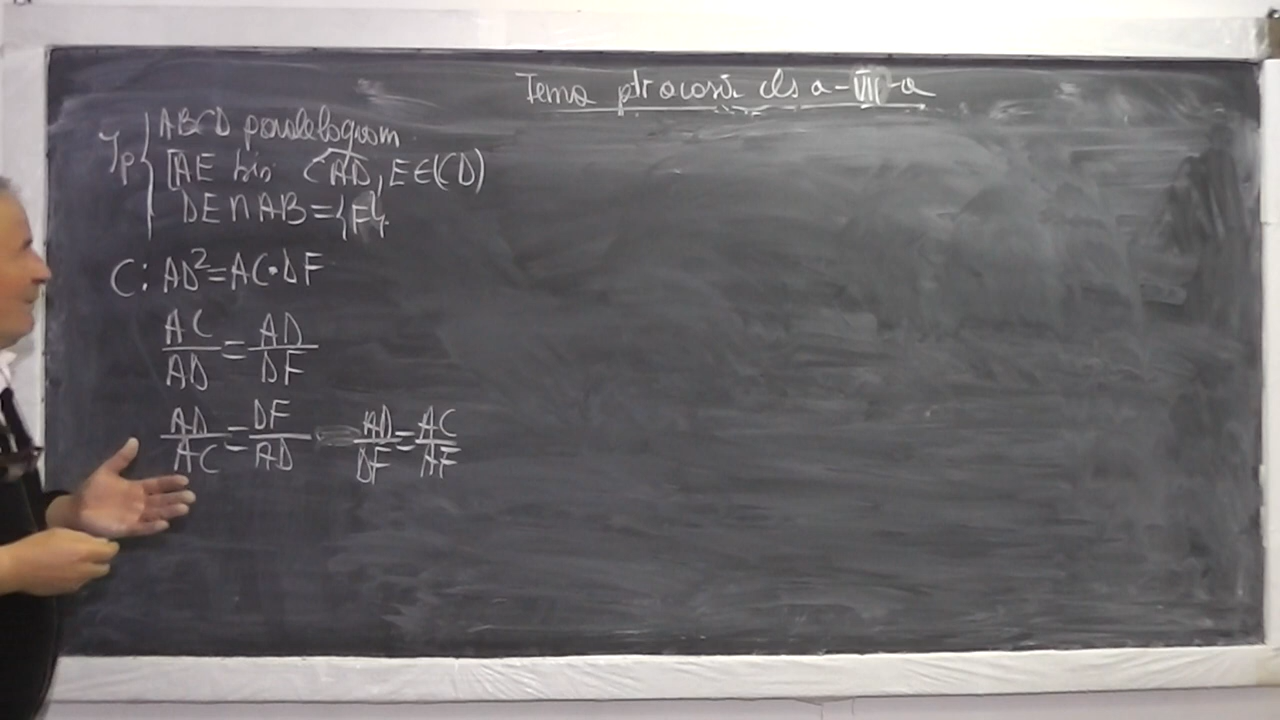 Tema ptr acasă cls a-VII-a
Ip
ABCD paralelogram
[AE bis ∢CAD, E∈(CD)
DE∩AB={F}.
C: AD²=AC·DF
AC/AD=AD/DF
AD/AC=DF/AD AD/DF=AC/AF